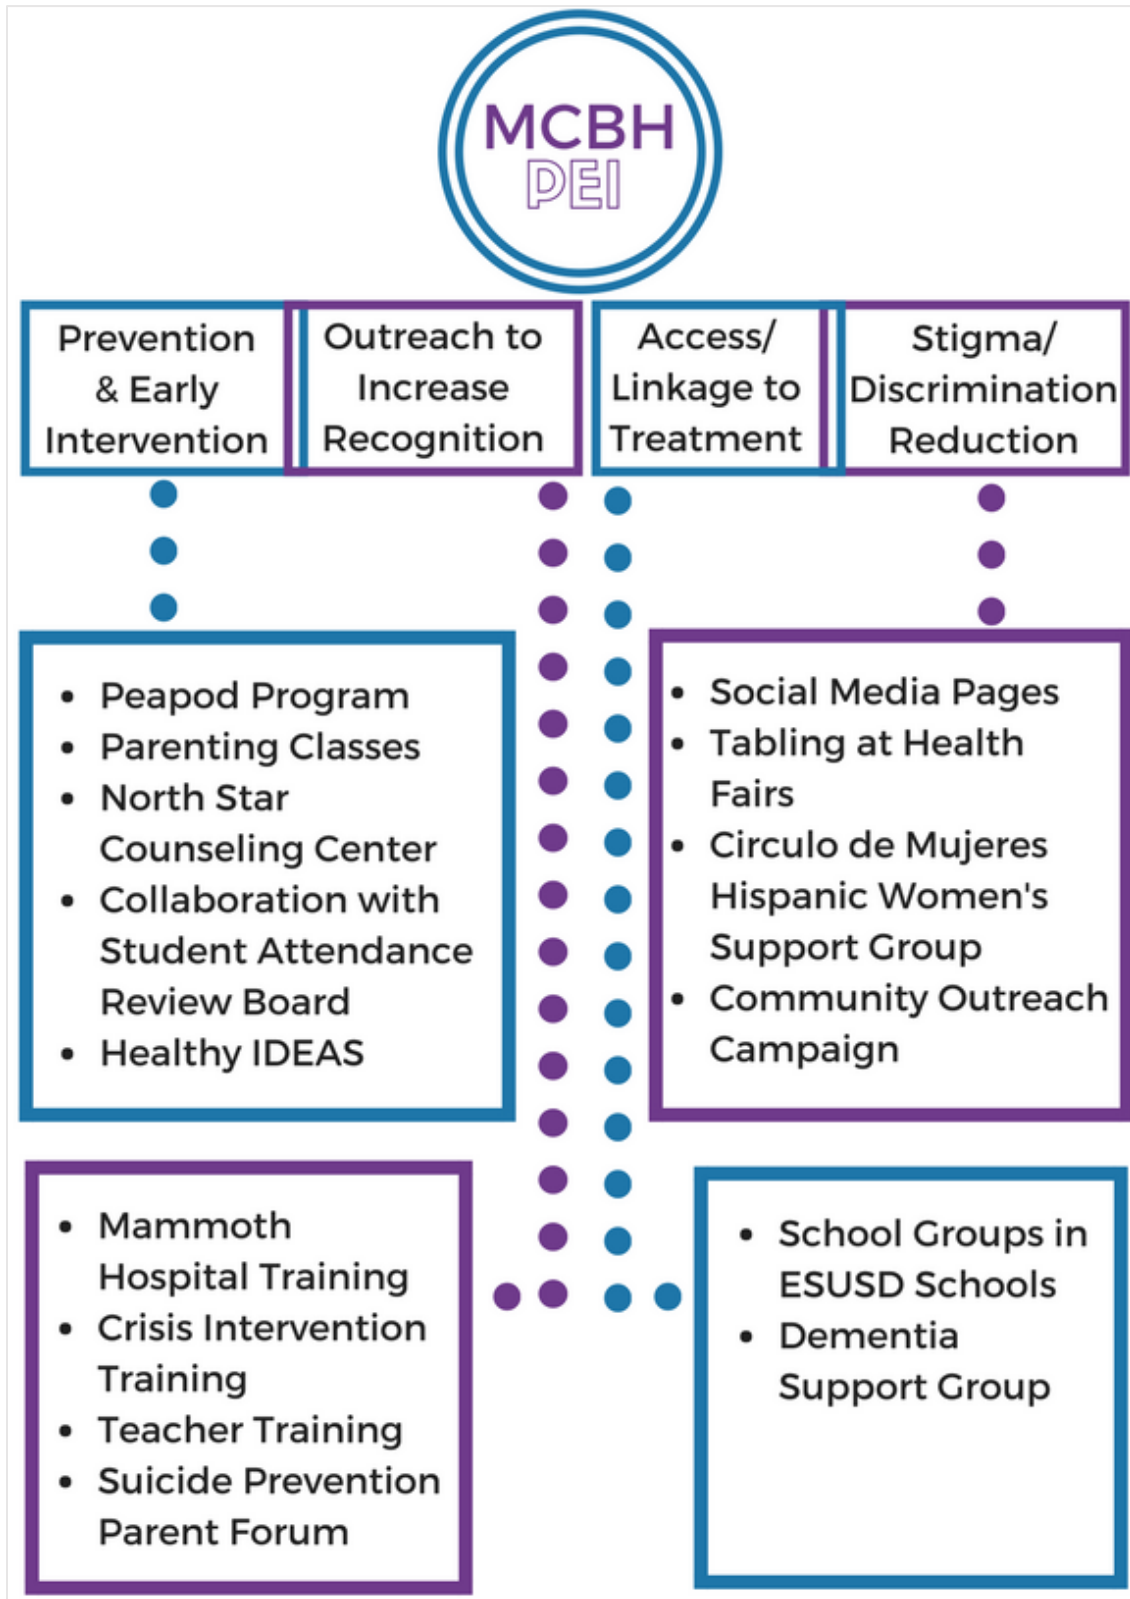 MCBH
PEI
Prevention
& Early
Intervention
Outreach to
Increase
Recognition
Access/
Linkage to
Treatment
Stigma/
Discrimination
Reduction
• Peapod Program
• Parenting Classes
• North Star
Counseling Center
• Collaboration with
Student Attendance
Review Board
• Healthy IDEAS
• Social Media Pages
• Tabling at Health
Fairs
• Circulo de Mujeres
Hispanic Women's
Support Group
• Community Outreach
Campaign
• Mammoth
Hospital Training
• Crisis Intervention
Training
• Teacher Training
• Suicide Prevention
Parent Forum
• School Groups in
ESUSD Schools
• Dementia
Support Group